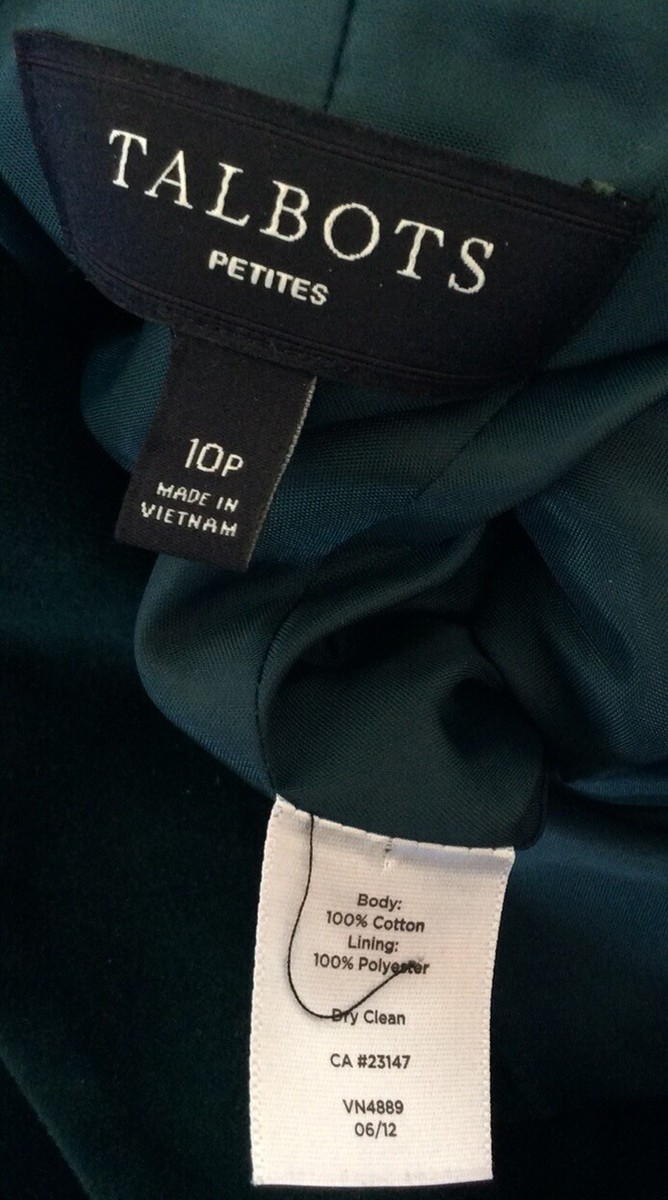 TALBOTS
PETITES
10P
MADE IN
VIETNAM
Body:
100% Cotton
Lining:
100% Polyester
Dry Clean
CA #23147
VN4889
06/12